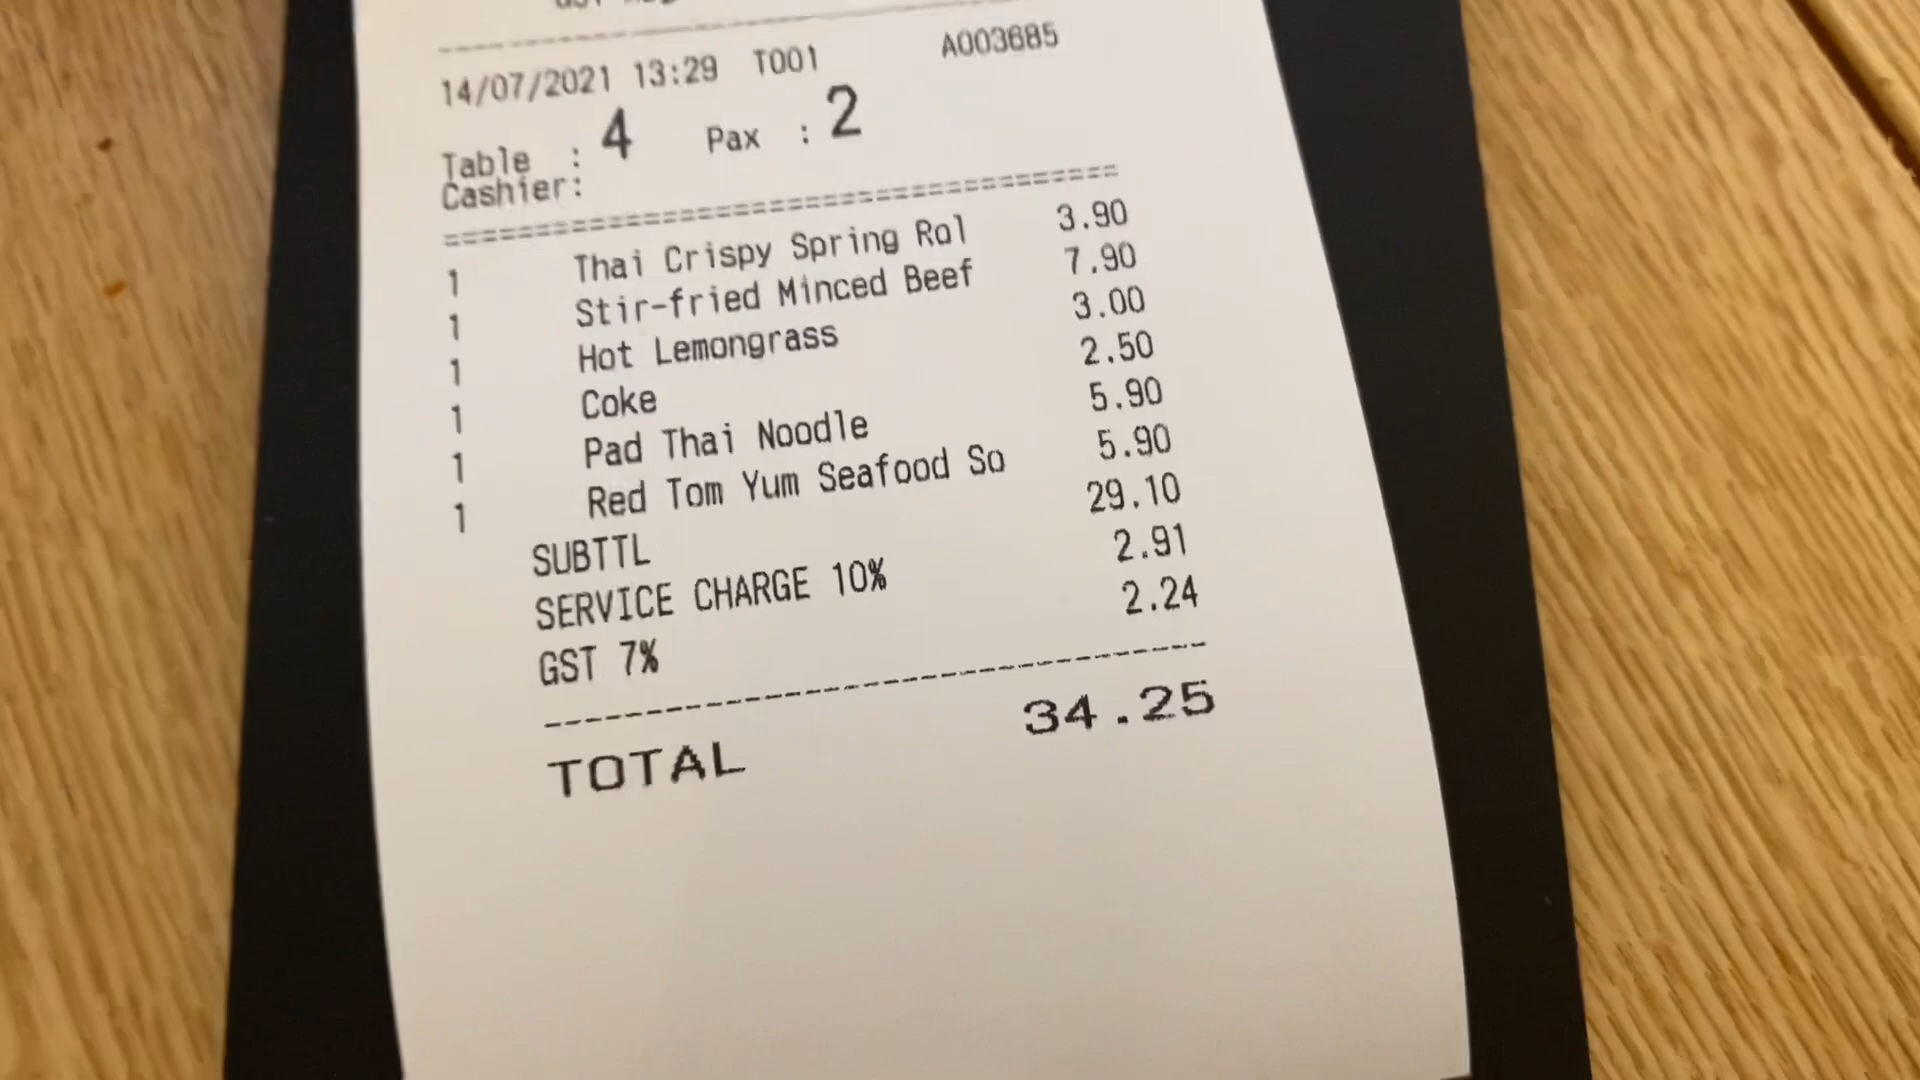 14/07/2021 13:29 T001 A003685
Table : 4 Pax : 2
Cashier:
1 Thai Crispy Spring Rol 3.90
1 Stir-fried Minced Beef 7.90
1 Hot Lemongrass 3.00
1 Coke 2.50
1 Pad Thai Noodle 5.90
1 Red Tom Yum Seafood So 5.90
SUBTTL 29.10
SERVICE CHARGE 10% 2.91
GST 7% 2.24
TOTAL 34.25